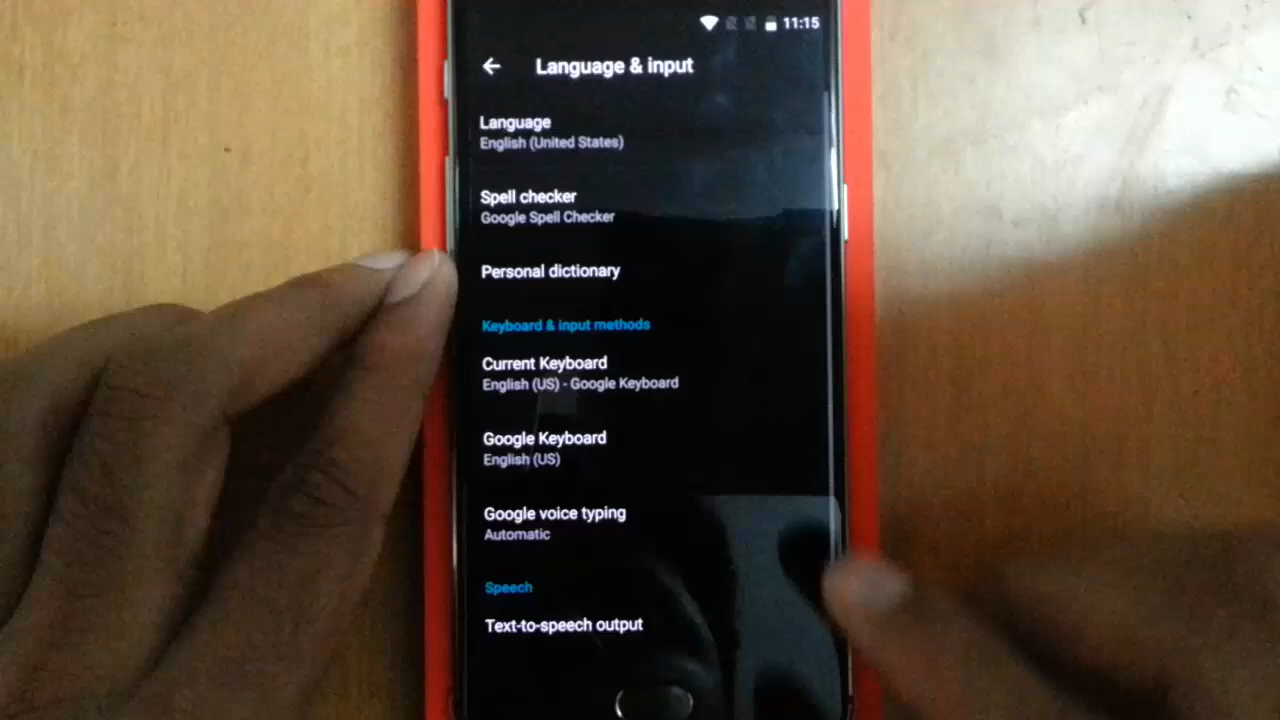 11:15
Language & input
Language
English (United States)
Spell checker
Google Spell Checker
Personal dictionary
Keyboard & input methods
Current Keyboard
English (US) - Google Keyboard
Google Keyboard
English (US)
Google voice typing
Automatic
Speech
Text-to-speech output